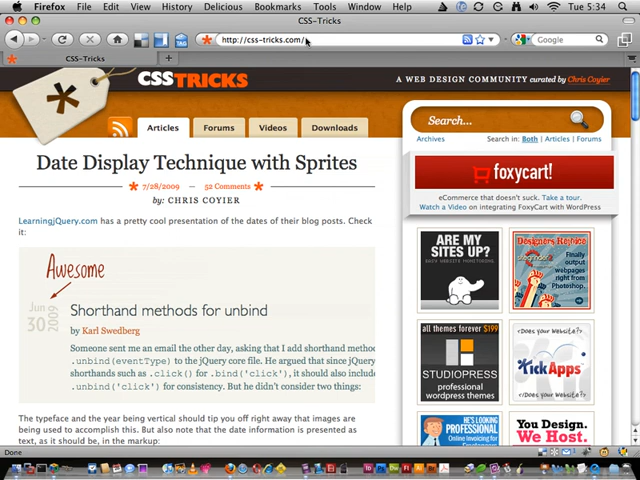 Firefox File Edit View History Delicious Bookmarks Tools Window Help Tue 5:34
CSS-Tricks
http://css-tricks.com/
Google
CSS-Tricks
TAG
CSSTRICKS
A WEB DESIGN COMMUNITY curated by Chris Coyier
Articles Forums Videos Downloads
Search...
Archives Search in: Both | Articles | Forums
Date Display Technique with Sprites
7/28/2009 52 Comments
by: CHRIS COYIER
foxycart!
eCommerce that doesn't suck. Take a tour.
Watch a Video on integrating FoxyCart with WordPress
LearningJQuery.com has a pretty cool presentation of the dates of their blog posts. Check
it:
Awesome
Jun
30
2009
Shorthand methods for unbind
by Karl Swedberg
Someone sent me an email the other day, asking if I add shorthand metho
.unbind(eventType) to the jQuery core file. He argued that since jQuery
shorthands such as .click() for .bind('click'), it should also include
.unbind('click') for consistency. But he didn't consider two things:
The typeface and the year being vertical should tip you off right away that images are
being used to accomplish this. But also note that the date information is presented as
text, as it should be, in the markup:
ARE MY
SITES UP?
Designers Rejoice
Finally
output
webpages
right from
Photoshop.
all themes forever $199
STUDIOPRESS
professional
wordpress themes
<Does your Website?>
KickApps
<Does your Website?>
HE'S LOOKING
PROFESSIONAL
Online Invoicing for
You Design.
We Host.
Done